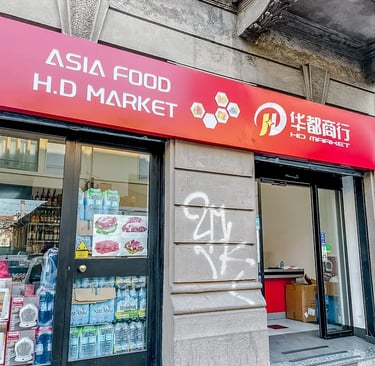 ASIA FOOD
H.D MARKET
华都商行
HD MARKET